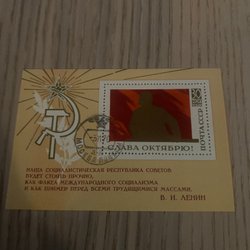 ПОЧТА СССР
СЛАВА ОКТЯБРЮ!
НАША СОЦИАЛИСТИЧЕСКАЯ РЕСПУБЛИКА СОВЕТОВ
БУДЕТ СТОЯТЬ ПРОЧНО,
КАК ФАКЕЛ МЕЖДУНАРОДНОГО СОЦИАЛИЗМА
И КАК ПРИМЕР ПЕРЕД ВСЕМИ ТРУДЯЩИМИСЯ МАССАМИ.
В. И. ЛЕНИН